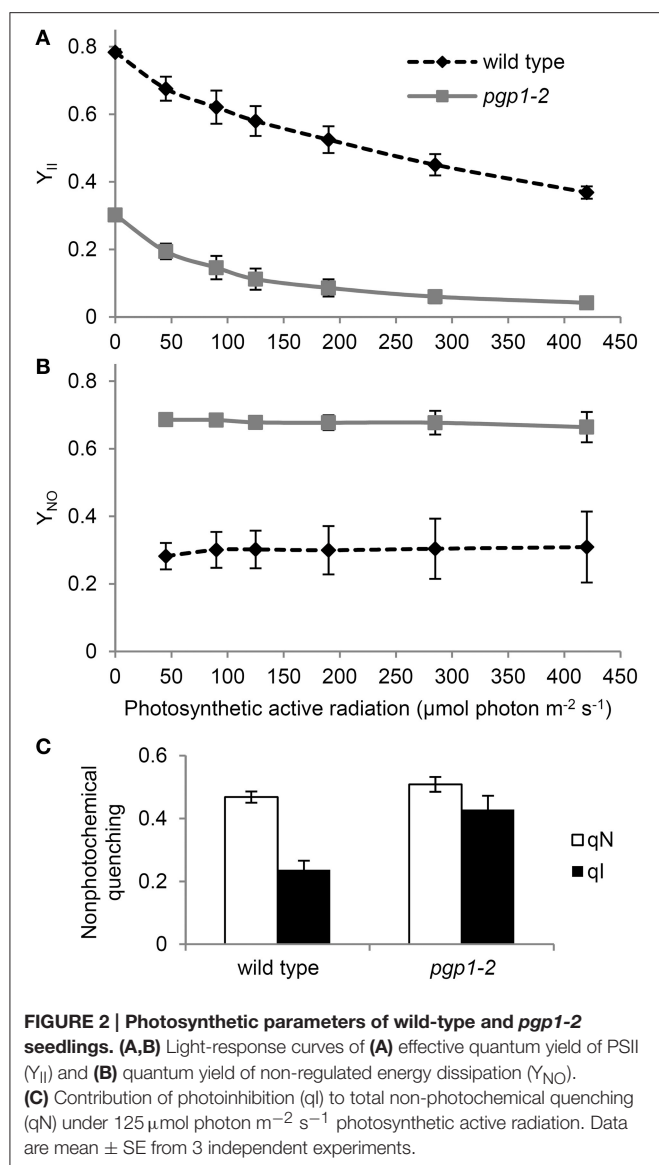 A
0.8
0.6
0.4
0.2
0
Y_II
wild type
pgp1-2
0 50 100 150 200 250 300 350 400 450
B
0.8
0.6
0.4
0.2
0
Y_NO
0 50 100 150 200 250 300 350 400 450
Photosynthetic active radiation (µmol photon m⁻² s⁻¹)
C
0.6
0.4
0.2
0
Nonphotochemical
quenching
qN
qI
wild type pgp1-2
FIGURE 2 | Photosynthetic parameters of wild-type and pgp1-2
seedlings. (A,B) Light-response curves of (A) effective quantum yield of PSII
(Y_II) and (B) quantum yield of non-regulated energy dissipation (Y_NO).
(C) Contribution of photoinhibition (qI) to total non-photochemical quenching
(qN) under 125 µmol photon m⁻² s⁻¹ photosynthetic active radiation. Data
are mean ± SE from 3 independent experiments.